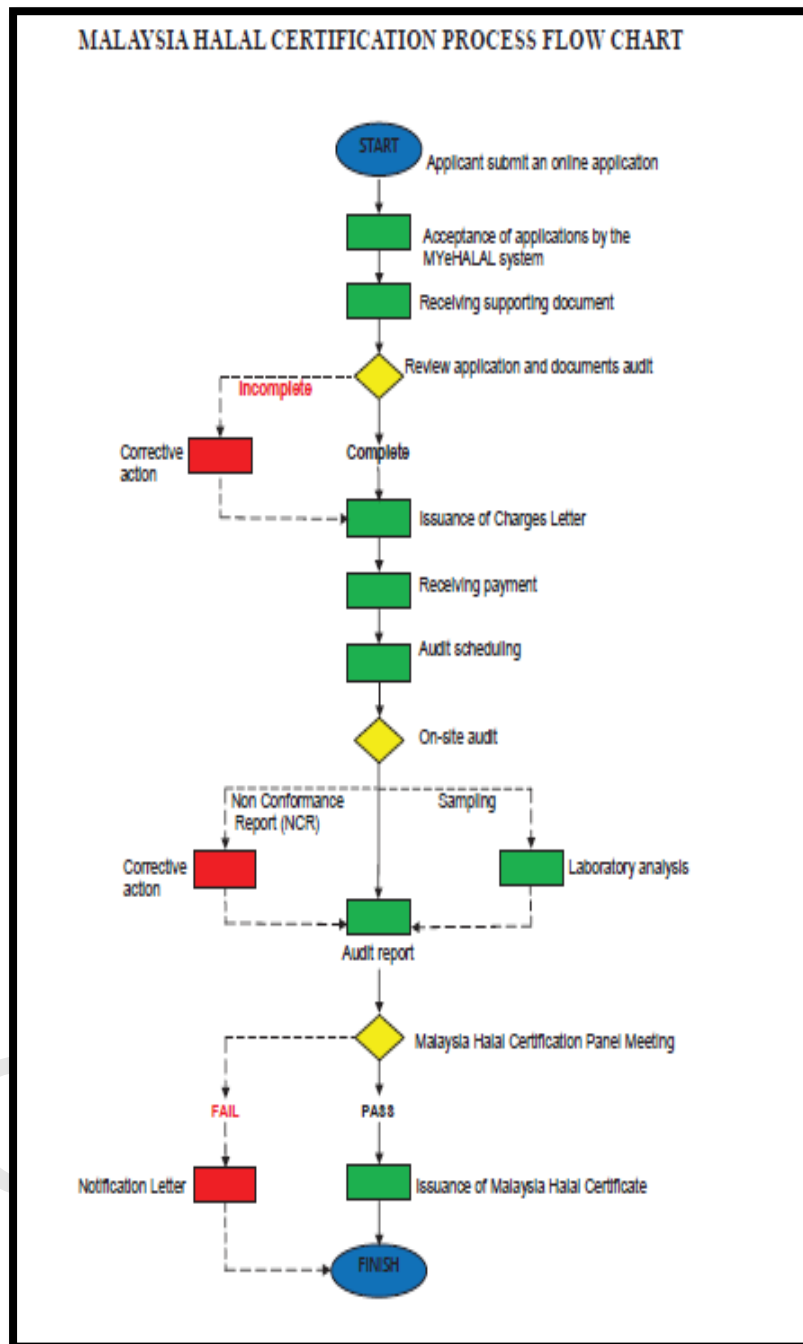 MALAYSIA HALAL CERTIFICATION PROCESS FLOW CHART
START
Applicant submit an online application
Acceptance of applications by the
MYeHALAL system
Receiving supporting document
Review application and documents audit
Incomplete
Corrective
action
Complete
Issuance of Charges Letter
Receiving payment
Audit scheduling
On-site audit
Non Conformance
Report (NCR)
Sampling
Corrective
action
Laboratory analysis
Audit report
Malaysia Halal Certification Panel Meeting
FAIL
PASS
Notification Letter
Issuance of Malaysia Halal Certificate
FINISH